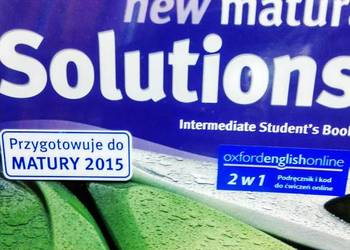 new matura
Solutions
Intermediate Student's Book
Przygotowuje do
MATURY 2015
oxfordenglishonline
2 w 1 Podręcznik i kod
do ćwiczeń online